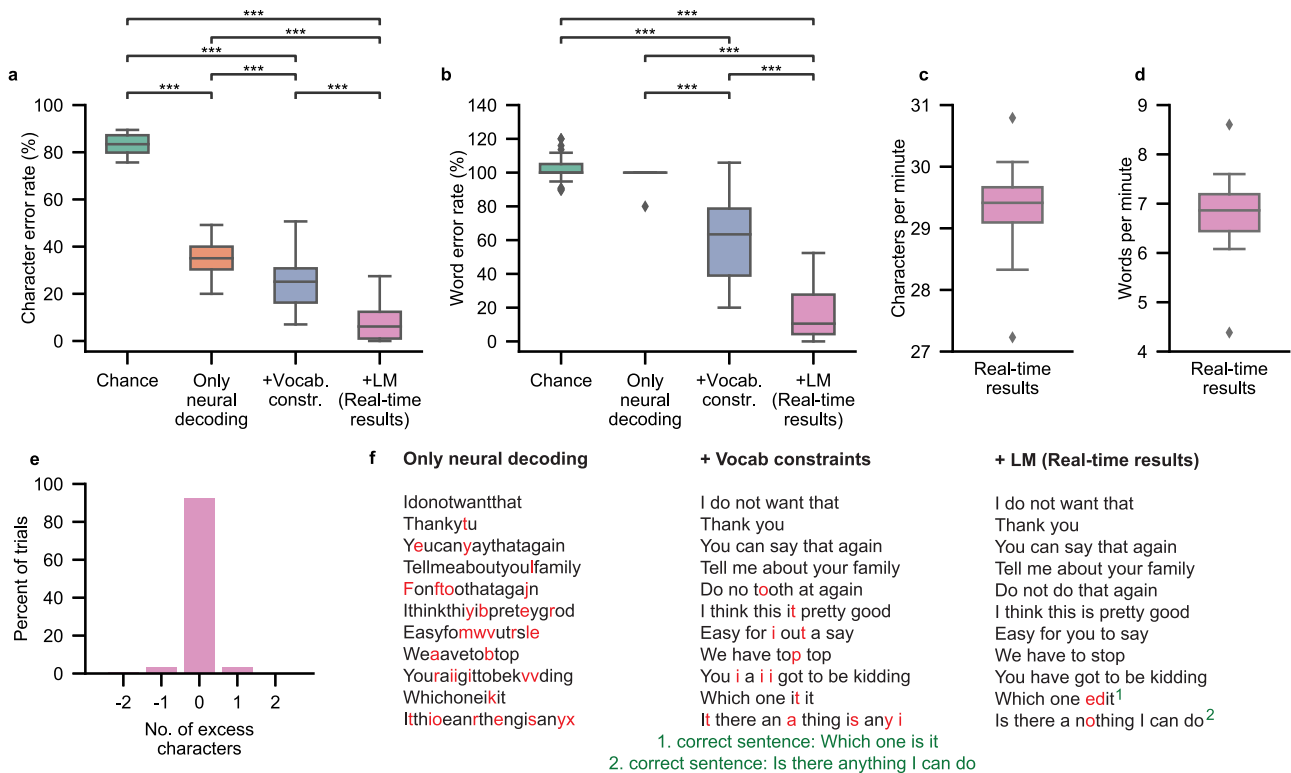 ***
***
***
***
***
***
a
Character error rate (%)
100
80
60
40
20
0
Chance
Only neural decoding
+Vocab. constr.
+LM (Real-time results)
***
***
***
***
***
b
Word error rate (%)
140
120
100
80
60
40
20
0
Chance
Only neural decoding
+Vocab. constr.
+LM (Real-time results)
c
Characters per minute
31
30
29
28
27
Real-time results
d
Words per minute
9
8
7
6
5
4
Real-time results
e
Percent of trials
100
80
60
40
20
0
-2 -1 0 1 2
No. of excess
characters
f
Only neural decoding
Idonotwantthat
Thankytu
Yeucanyaythatagain
Tellmeaboutyoulfamily
Fonftoothatagajn
Ithinkthiyibpreteygrod
Easyfomwvutrsle
Weaavetobtop
Youraiigittobekvvding
Whichoneikit
Itthioeanrthengisanyx
+ Vocab constraints
I do not want that
Thank you
You can say that again
Tell me about your family
Do no tooth at again
I think this it pretty good
Easy for i out a say
We have top top
You i a i i got to be kidding
Which one it it
It there an a thing is any i
+ LM (Real-time results)
I do not want that
Thank you
You can say that again
Tell me about your family
Do not do that again
I think this is pretty good
Easy for you to say
We have to stop
You have got to be kidding
Which one edit1
Is there a nothing I can do2
1. correct sentence: Which one is it
2. correct sentence: Is there anything I can do